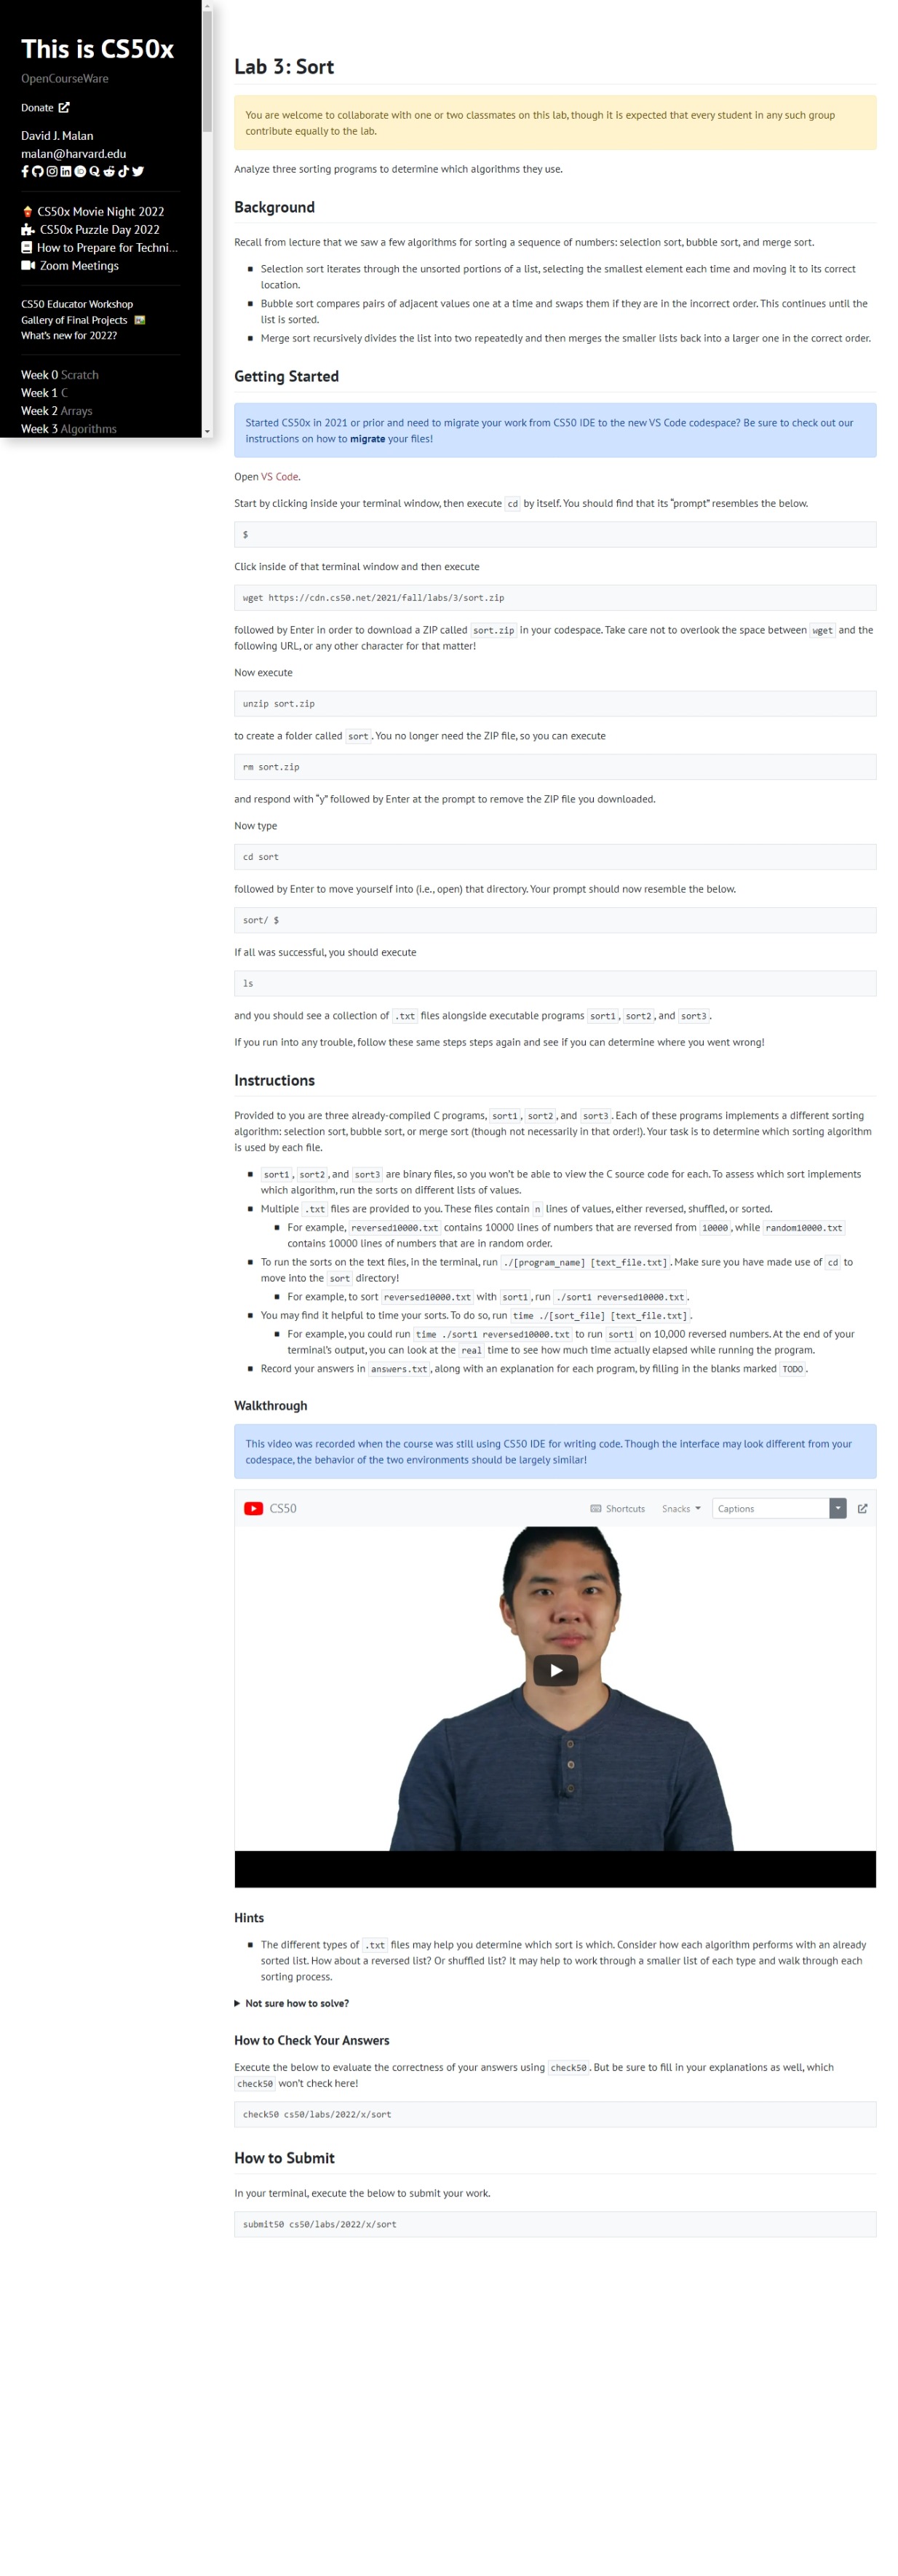 This is CS50x
OpenCourseWare
Donate
David J. Malan
malan@harvard.edu
CS50x Movie Night 2022
CS50x Puzzle Day 2022
How to Prepare for Techni...
Zoom Meetings
CS50 Educator Workshop
Gallery of Final Projects
What's new for 2022?
Week 0 Scratch
Week 1 C
Week 2 Arrays
Week 3 Algorithms
Lab 3: Sort
You are welcome to collaborate with one or two classmates on this lab, though it is expected that every student in any such group
contribute equally to the lab.
Analyze three sorting programs to determine which algorithms they use.
Background
Recall from lecture that we saw a few algorithms for sorting a sequence of numbers: selection sort, bubble sort, and merge sort.
Selection sort iterates through the unsorted portions of a list, selecting the smallest element each time and moving it to its correct
location.
Bubble sort compares pairs of adjacent values one at a time and swaps them if they are in the incorrect order. This continues until the
list is sorted.
Merge sort recursively divides the list into two repeatedly and then merges the smaller lists back into a larger one in the correct order.
Getting Started
Started CS50x in 2021 or prior and need to migrate your work from CS50 IDE to the new VS Code codespace? Be sure to check out our
instructions on how to migrate your files!
Open VS Code.
Start by clicking inside your terminal window, then execute cd by itself. You should find that its “prompt” resembles the below.
$
Click inside of that terminal window and then execute
wget https://cdn.cs50.net/2021/fall/labs/3/sort.zip
followed by Enter in order to download a ZIP called sort.zip in your codespace. Take care not to overlook the space between wget and the
following URL, or any other character for that matter!
Now execute
unzip sort.zip
to create a folder called sort. You no longer need the ZIP file, so you can execute
rm sort.zip
and respond with “y” followed by Enter at the prompt to remove the ZIP file you downloaded.
Now type
cd sort
followed by Enter to move yourself into (i.e., open) that directory. Your prompt should now resemble the below.
sort/ $
If all was successful, you should execute
ls
and you should see a collection of .txt files alongside executable programs sort1, sort2, and sort3.
If you run into any trouble, follow these same steps steps again and see if you can determine where you went wrong!
Instructions
Provided to you are three already-compiled C programs, sort1, sort2, and sort3. Each of these programs implements a different sorting
algorithm: selection sort, bubble sort, or merge sort (though not necessarily in that order!). Your task is to determine which sorting algorithm
is used by each file.
sort1, sort2, and sort3 are binary files, so you won’t be able to view the C source code for each. To assess which sort implements
which algorithm, run the sorts on different lists of values.
Multiple .txt files are provided to you. These files contain n lines of values, either reversed, shuffled, or sorted.
For example, reversed10000.txt contains 10000 lines of numbers that are reversed from 10000, while random10000.txt
contains 10000 lines of numbers that are in random order.
To run the sorts on the text files, in the terminal, run ./[program_name] [text_file.txt]. Make sure you have made use of cd to
move into the sort directory!
For example, to sort reversed10000.txt with sort1, run ./sort1 reversed10000.txt.
You may find it helpful to time your sorts. To do so, run time ./[sort_file] [text_file.txt].
For example, you could run time ./sort1 reversed10000.txt to run sort1 on 10,000 reversed numbers. At the end of your
terminal’s output, you can look at the real time to see how much time actually elapsed while running the program.
Record your answers in answers.txt, along with an explanation for each program, by filling in the blanks marked TODO.
Walkthrough
This video was recorded when the course was still using CS50 IDE for writing code. Though the interface may look different from your
codespace, the behavior of the two environments should be largely similar!
CS50 Shortcuts Snacks Captions
Hints
The different types of .txt files may help you determine which sort is which. Consider how each algorithm performs with an already
sorted list. How about a reversed list? Or shuffled list? It may help to work through a smaller list of each type and walk through each
sorting process.
Not sure how to solve?
How to Check Your Answers
Execute the below to evaluate the correctness of your answers using check50. But be sure to fill in your explanations as well, which
check50 won’t check here!
check50 cs50/labs/2022/x/sort
How to Submit
In your terminal, execute the below to submit your work.
submit50 cs50/labs/2022/x/sort